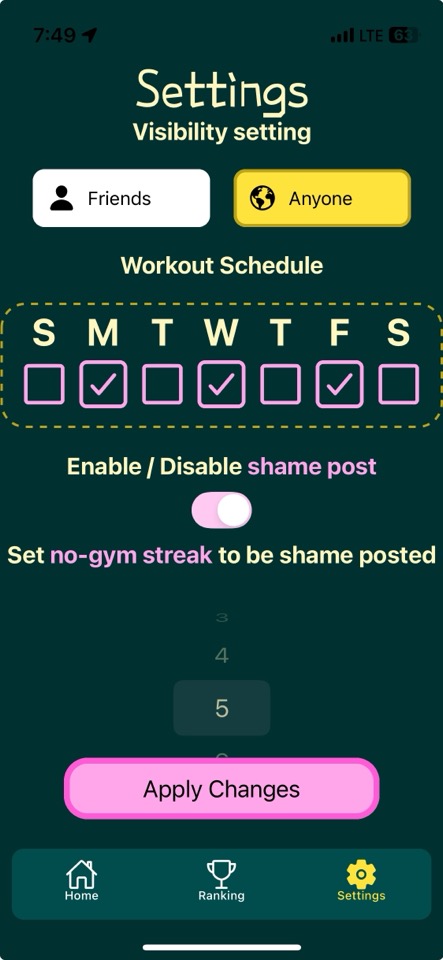 7:49 LTE 63
Settings
Visibility setting
Friends Anyone
Workout Schedule
S M T W T F S
Enable / Disable shame post
Set no-gym streak to be shame posted
3
4
5
Apply Changes
Home Ranking Settings